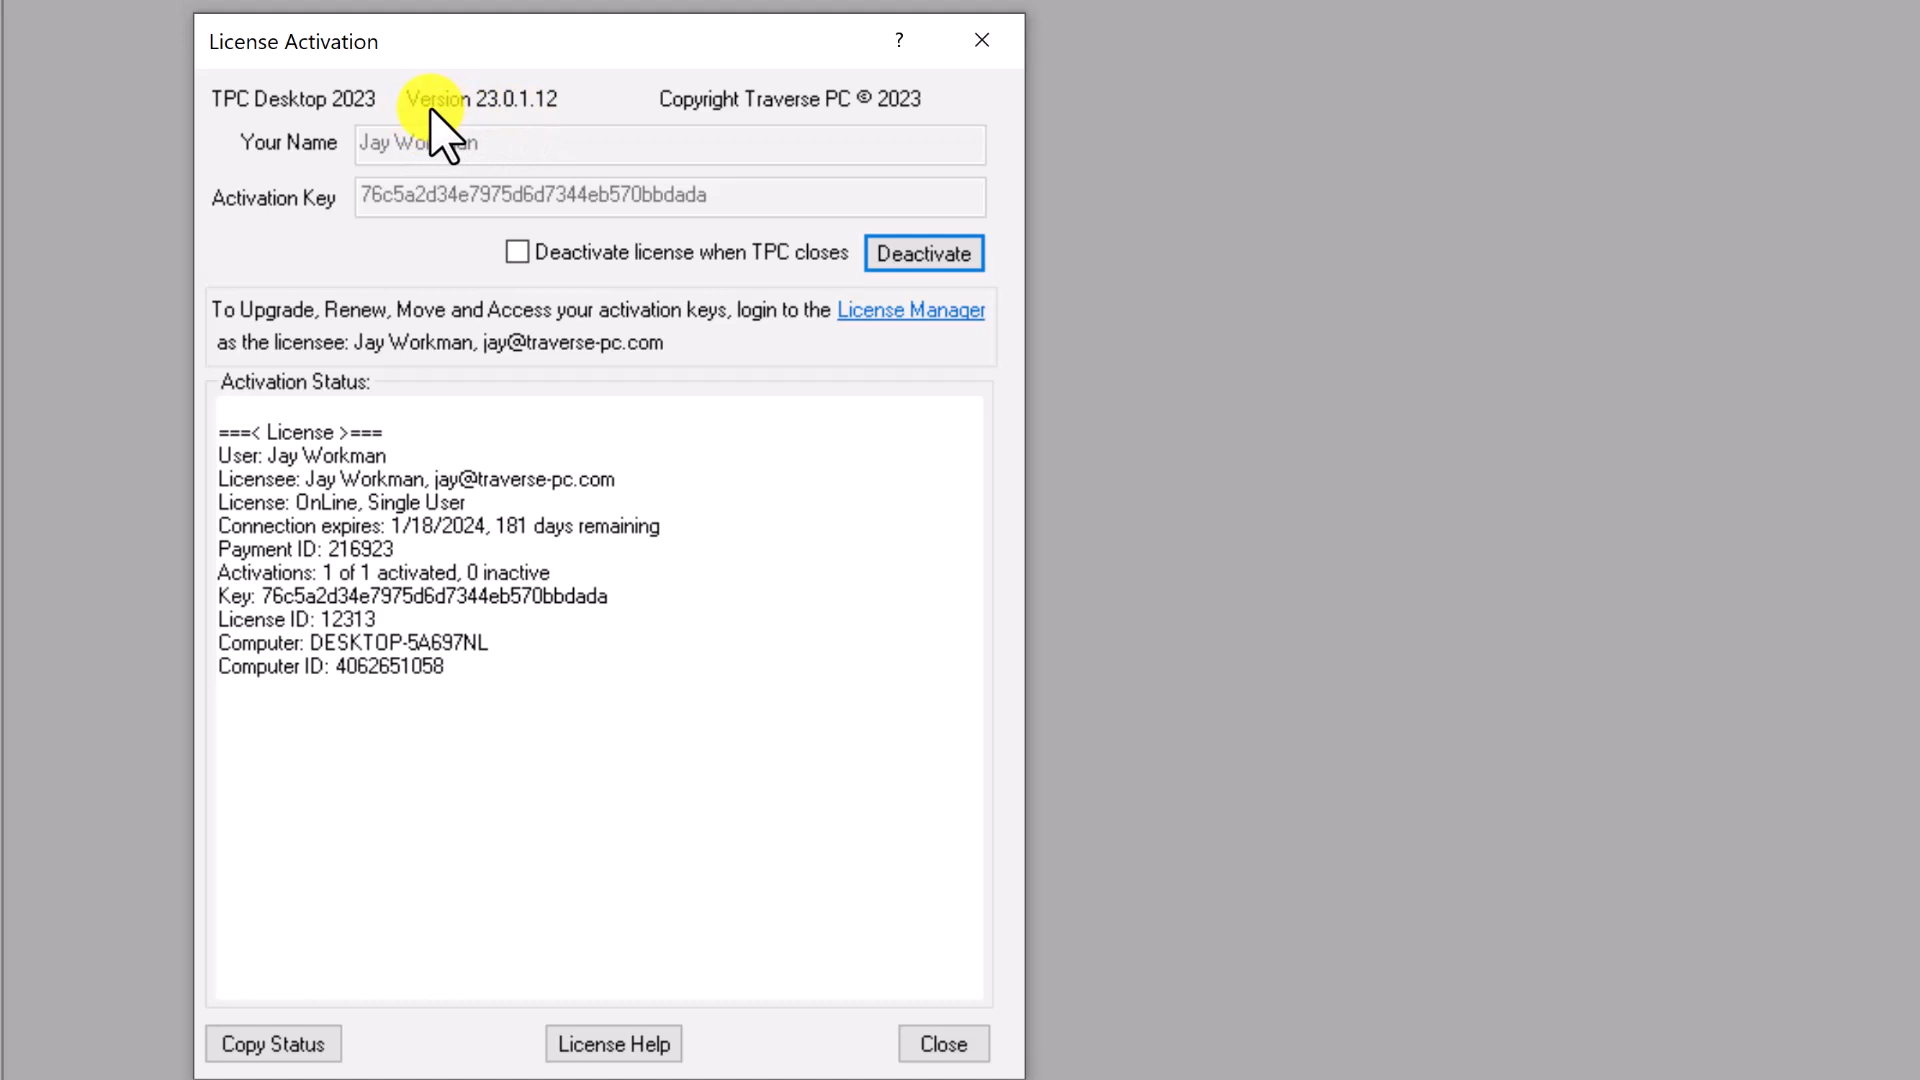 License Activation ?
TPC Desktop 2023 Version 23.0.1.12 Copyright Traverse PC © 2023
Your Name Jay Workman
Activation Key 76c5a2d34e7975d6d7344eb570bbdada
Deactivate license when TPC closes Deactivate
To Upgrade, Renew, Move and Access your activation keys, login to the License Manager
as the licensee: Jay Workman, jay@traverse-pc.com
Activation Status:
===< License >===
User: Jay Workman
Licensee: Jay Workman, jay@traverse-pc.com
License: OnLine, Single User
Connection expires: 1/18/2024, 181 days remaining
Payment ID: 216923
Activations: 1 of 1 activated, 0 inactive
Key: 76c5a2d34e7975d6d7344eb570bbdada
License ID: 12313
Computer: DESKTOP-5A697NL
Computer ID: 4062651058
Copy Status License Help Close